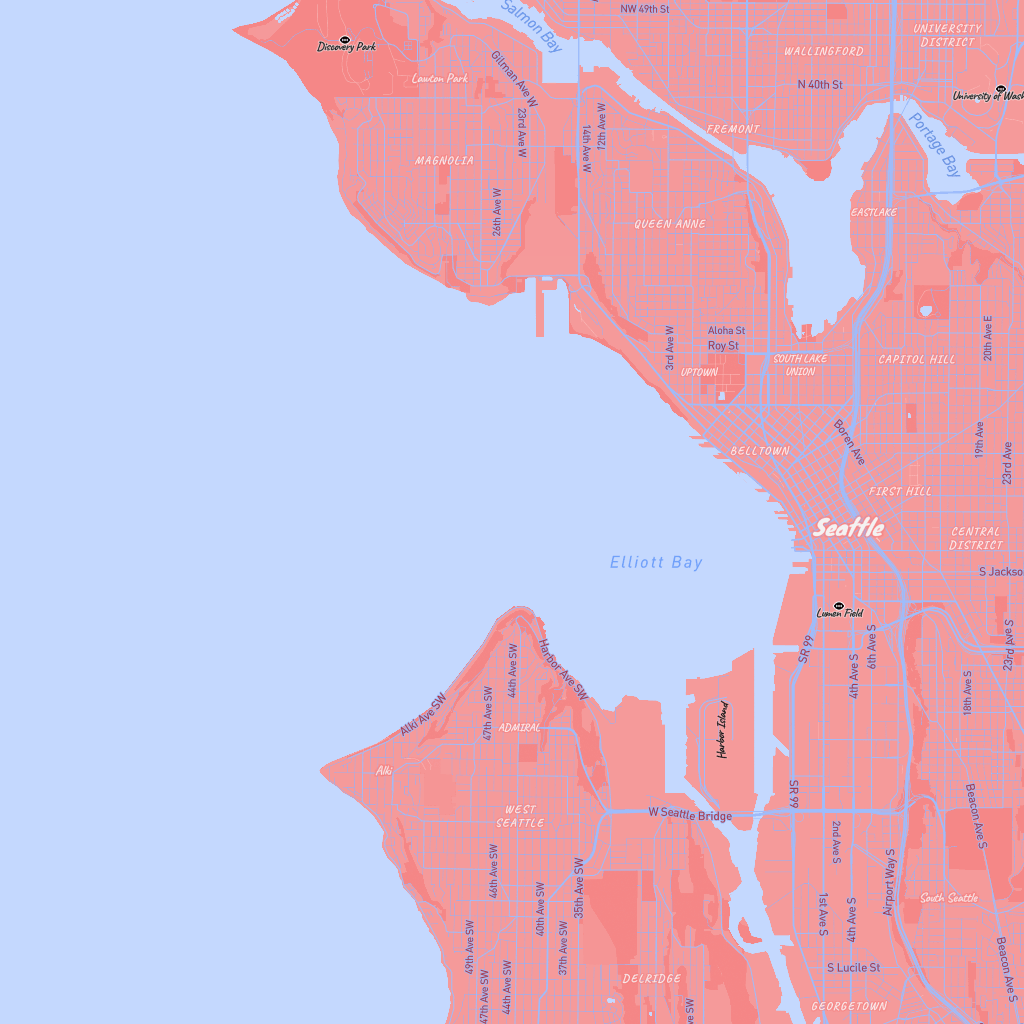 Salmon Bay
NW 49th St
UNIVERSITY
DISTRICT
Discovery Park
WALLINGFORD
Lawton Park
Gilman Ave W
N 40th St
University of Wash
23rd Ave W
14th Ave W
12th Ave W
FREMONT
Portage Bay
MAGNOLIA
26th Ave W
QUEEN ANNE
EASTLAKE
3rd Ave W
Aloha St
Roy St
20th Ave E
UPTOWN
SOUTH LAKE
UNION
CAPITOL HILL
Boren Ave
19th Ave
23rd Ave
BELLTOWN
FIRST HILL
Seattle
CENTRAL
DISTRICT
Elliott Bay
S Jackso
Lumen Field
SR 99
4th Ave S
6th Ave S
23rd Ave S
18th Ave S
Harbor Ave SW
44th Ave SW
47th Ave SW
Alki Ave SW
ADMIRAL
Harbor Island
Alki
SR 99
WEST
SEATTLE
W Seattle Bridge
2nd Ave S
Beacon Ave S
46th Ave SW
40th Ave SW
35th Ave SW
1st Ave S
4th Ave S
Airport Way S
South Seattle
49th Ave SW
37th Ave SW
47th Ave SW
44th Ave SW
DELRIDGE
S Lucile St
Beacon Ave S
GEORGETOWN
ve SW